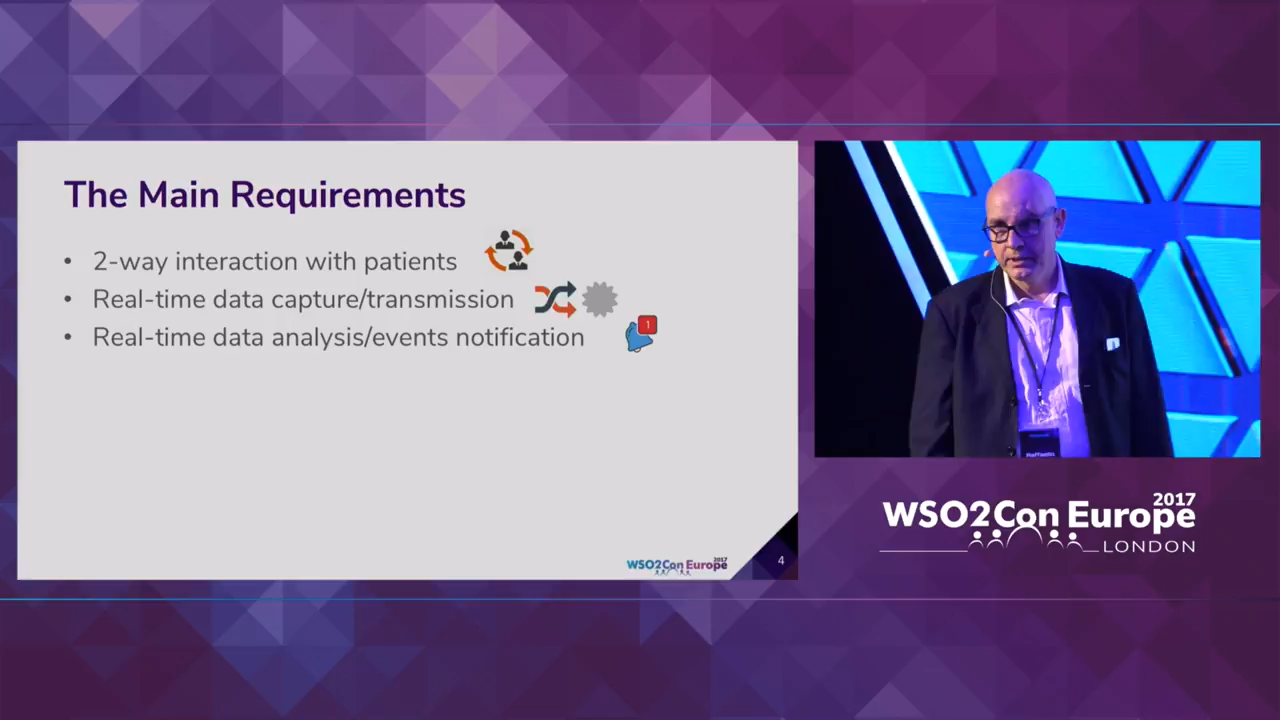 The Main Requirements
• 2-way interaction with patients
• Real-time data capture/transmission
• Real-time data analysis/events notification
1
WSO2Con Europe 2017
4
Raffaello
WSO2Con Europe 2017
LONDON